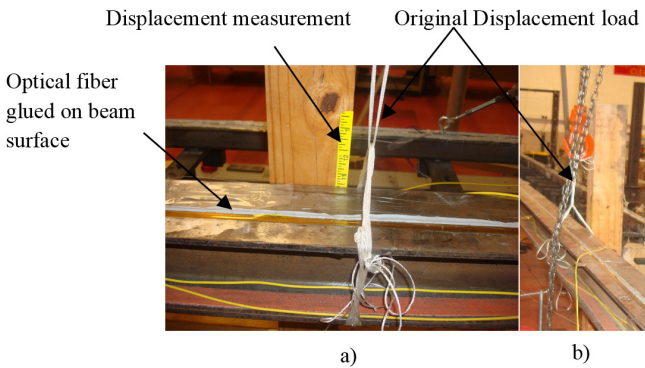 Displacement measurement
Original Displacement load
Optical fiber
glued on beam
surface
a)
b)